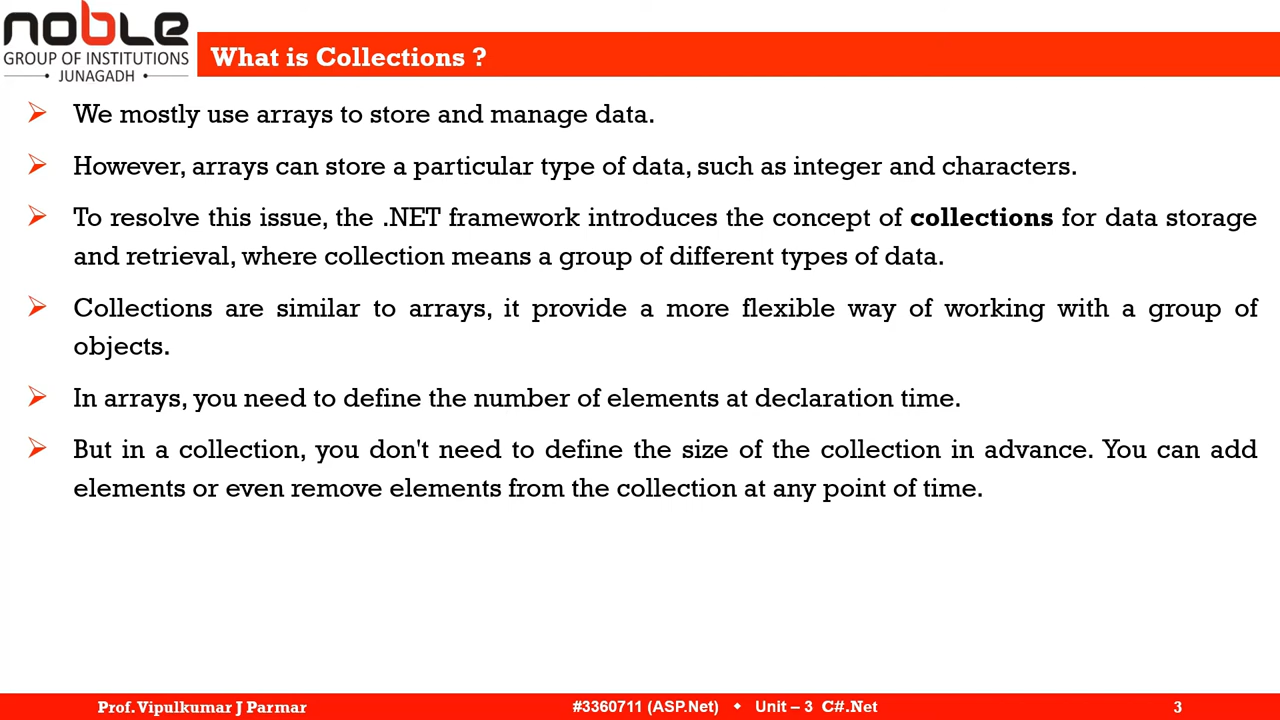 noble
GROUP OF INSTITUTIONS
JUNAGADH
What is Collections ?
We mostly use arrays to store and manage data.
However, arrays can store a particular type of data, such as integer and characters.
To resolve this issue, the .NET framework introduces the concept of collections for data storage
and retrieval, where collection means a group of different types of data.
Collections are similar to arrays, it provide a more flexible way of working with a group of
objects.
In arrays, you need to define the number of elements at declaration time.
But in a collection, you don't need to define the size of the collection in advance. You can add
elements or even remove elements from the collection at any point of time.
Prof. Vipulkumar J Parmar
#3360711 (ASP.Net) ♦ Unit – 3 C#.Net
3